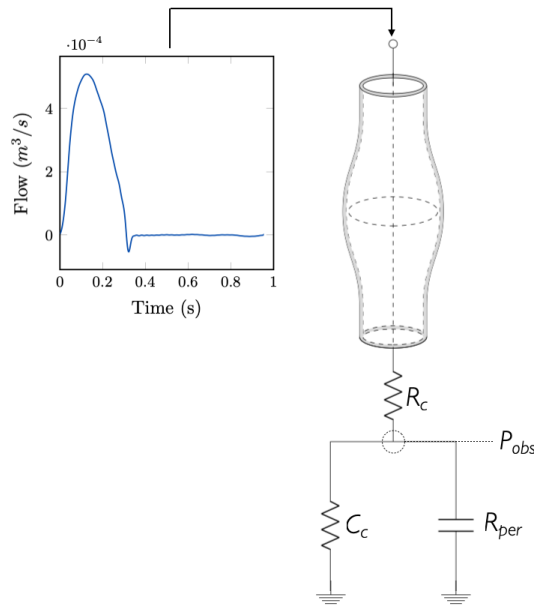 ·10⁻⁴
Flow (m³/s)
4
2
0
0 0.2 0.4 0.6 0.8 1
Time (s)
R_c
P_obs
C_c
R_per